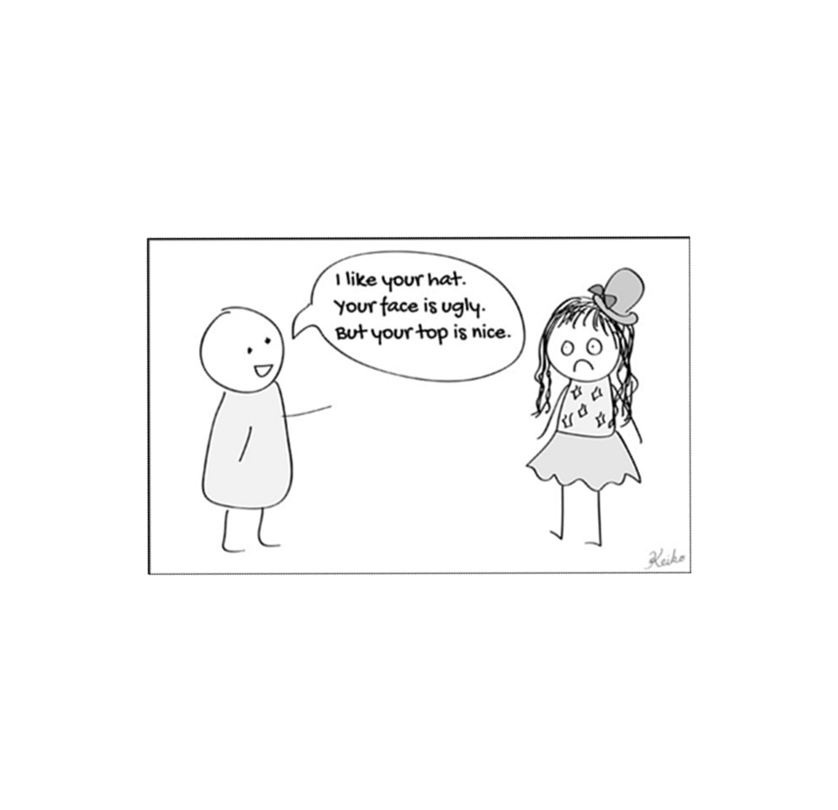 I like your hat.
Your face is ugly.
But your top is nice.
Keiko